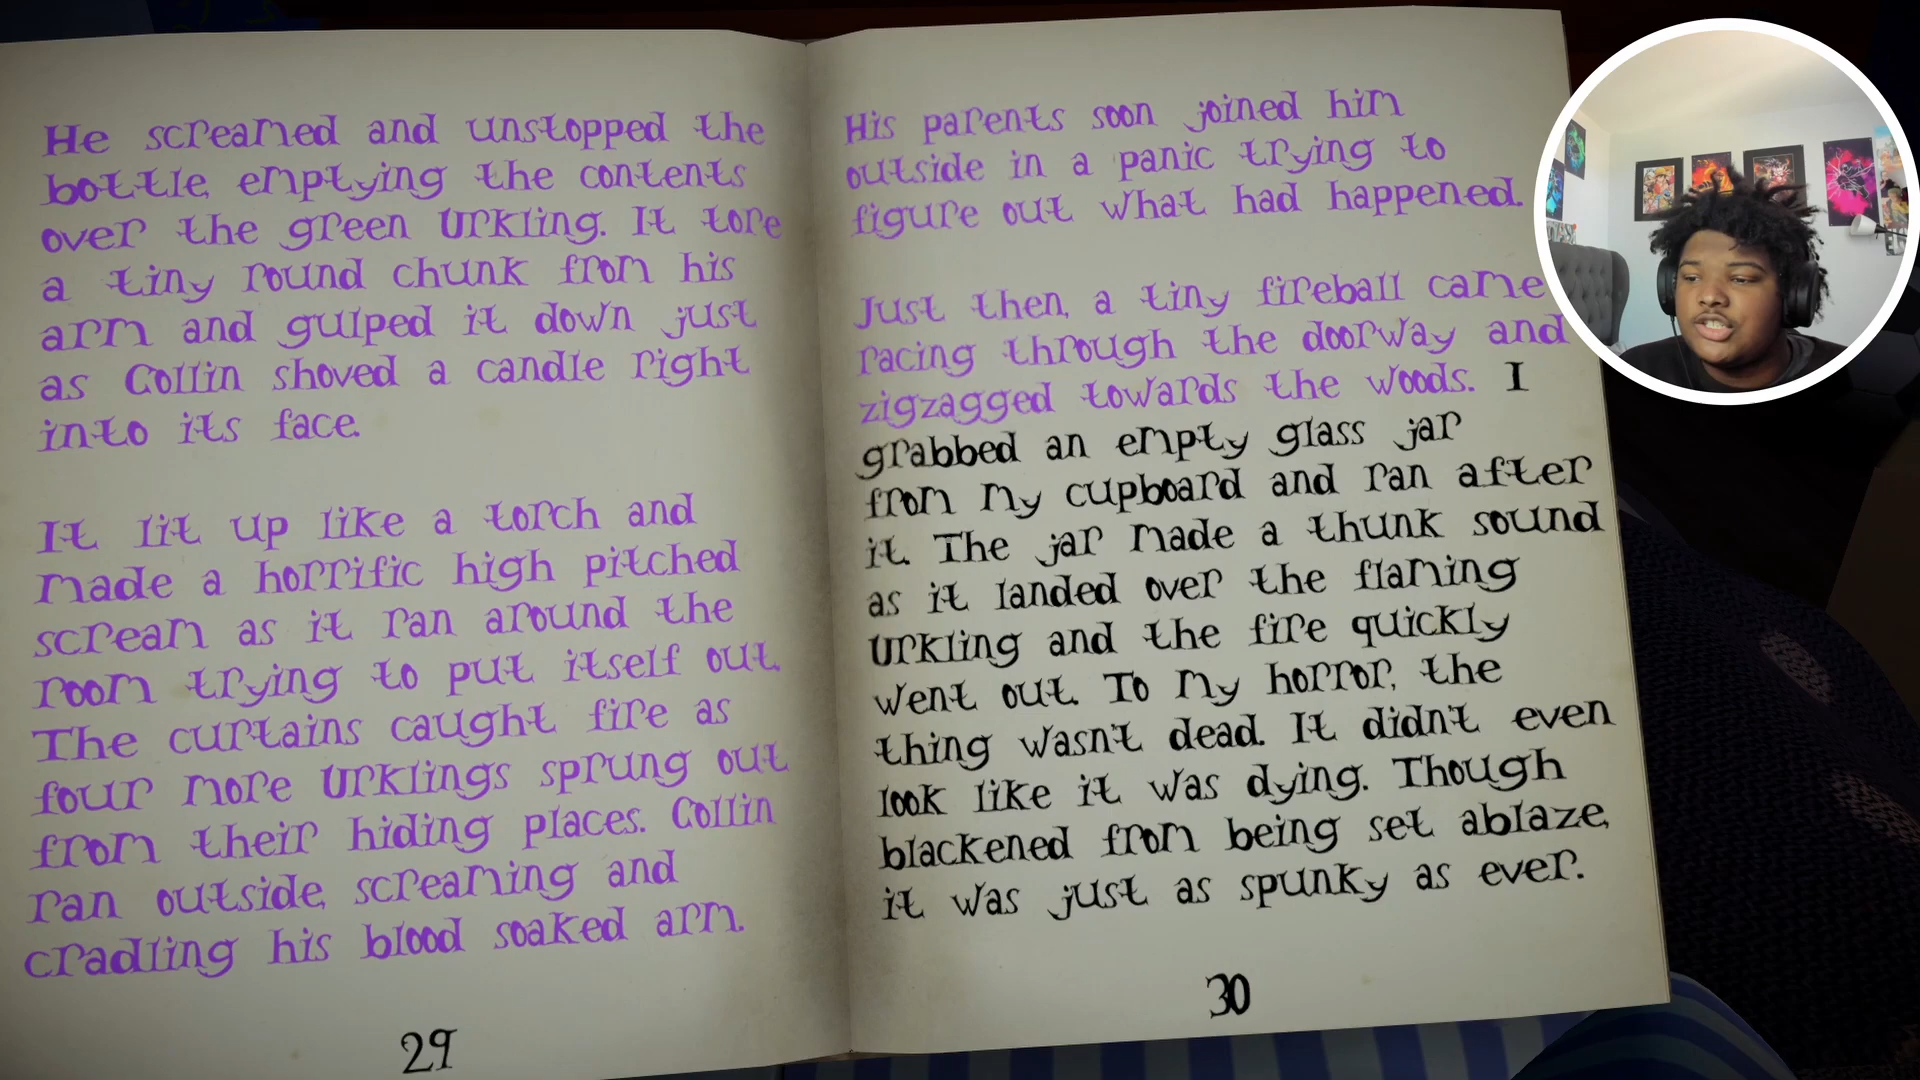 He screamed and unstopped the
bottle, emptying the contents
over the green Urkling. It tore
a tiny round chunk from his
arm and gulped it down just
as Collin shoved a candle right
into its face.
It lit up like a torch and
made a horrific high pitched
scream as it ran around the
room trying to put itself out.
The curtains caught fire as
four more Urklings sprung out
from their hiding places. Collin
ran outside, screaming and
cradling his blood soaked arm.
29
His parents soon joined him
outside in a panic trying to
figure out what had happened.
Just then, a tiny fireball came
racing through the doorway and
zigzagged towards the woods. I
grabbed an empty glass jar
from my cupboard and ran after
it. The jar made a thunk sound
as it landed over the flaming
Urkling and the fire quickly
went out. To my horror, the
thing wasn't dead. It didn't even
look like it was dying. Though
blackened from being set ablaze,
it was just as spunky as ever.
30